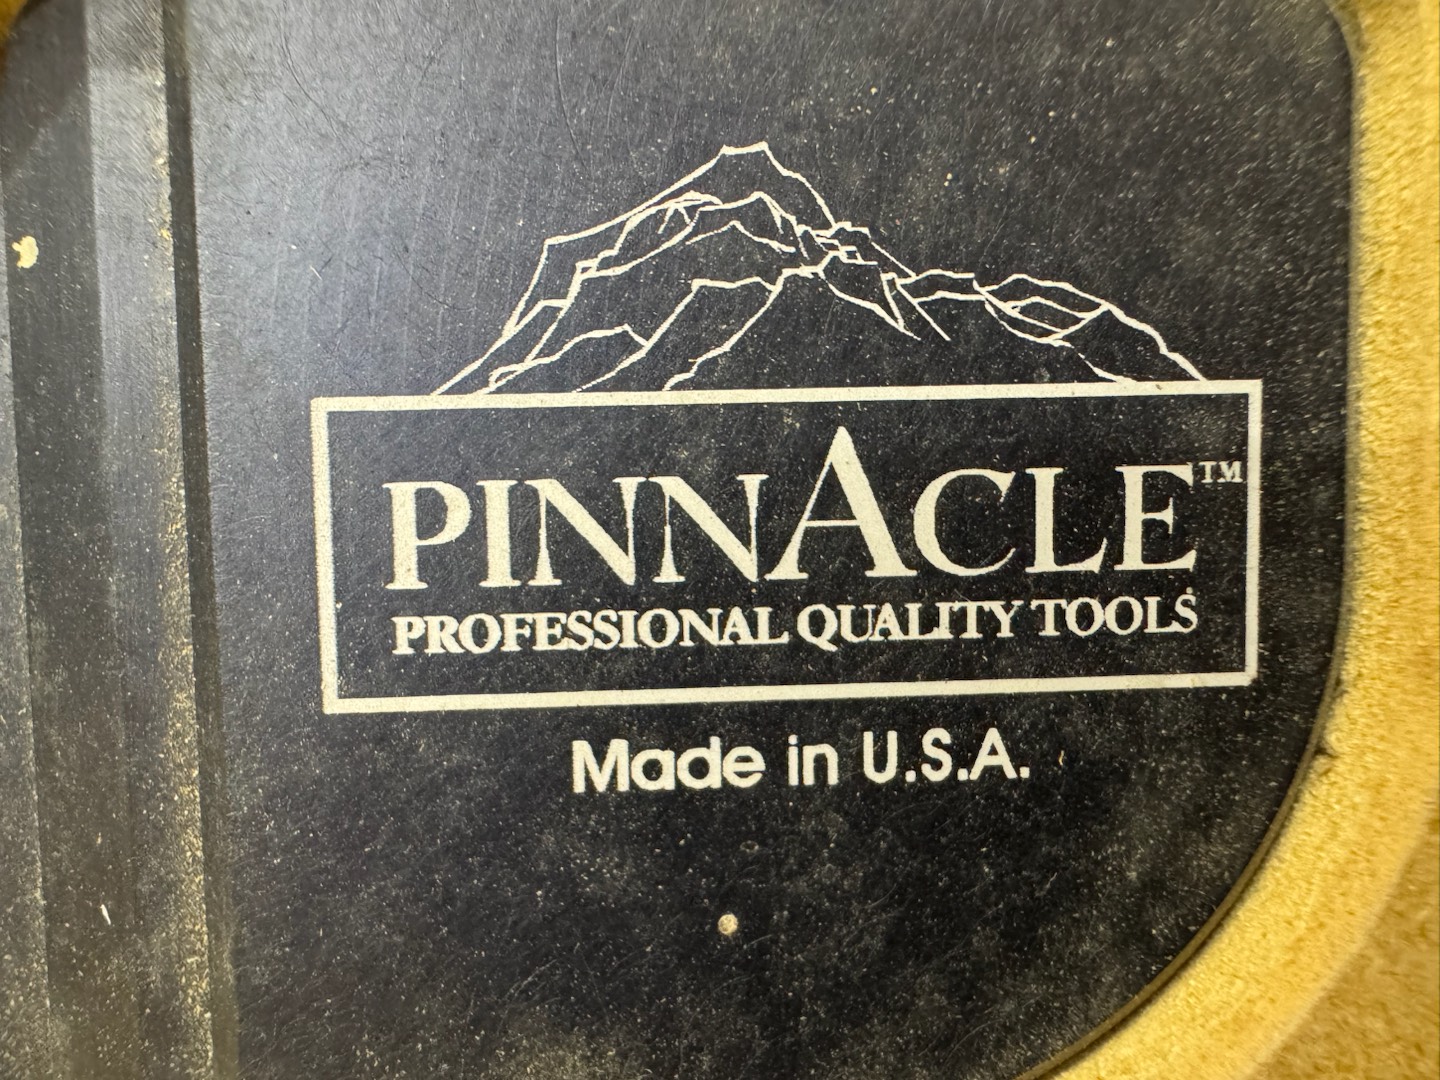 PINNACLE™
PROFESSIONAL QUALITY TOOLS
Made in U.S.A.